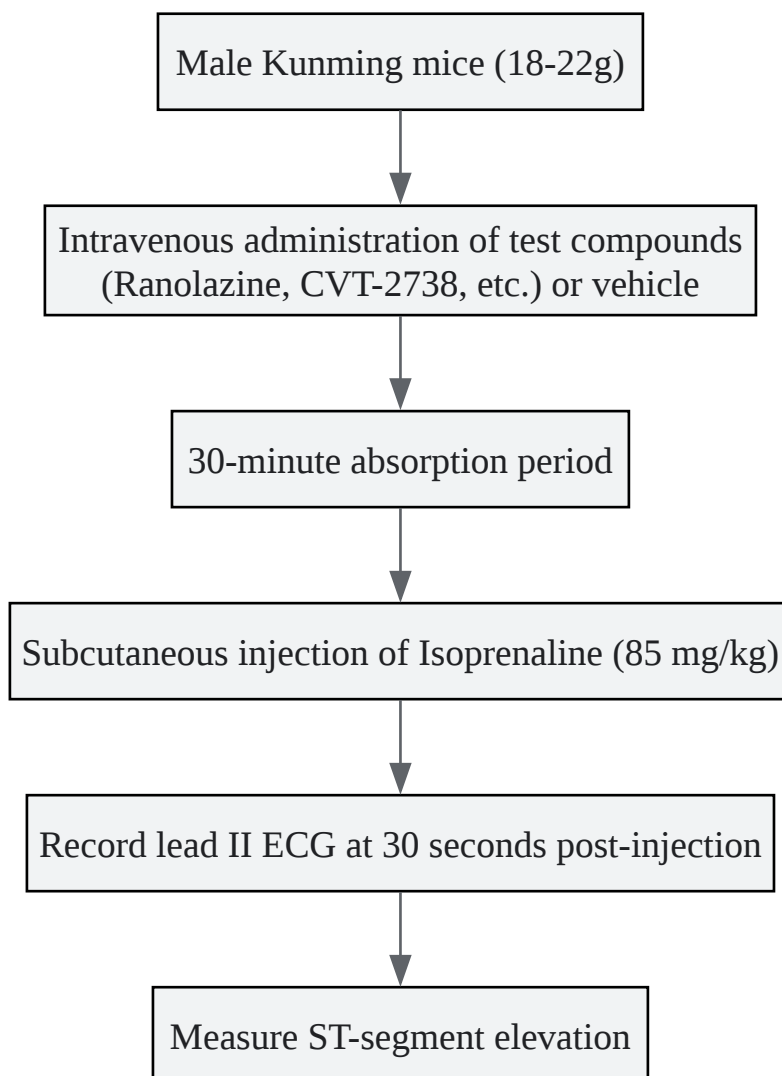 Male Kunming mice (18-22g)
Intravenous administration of test compounds
(Ranolazine, CVT-2738, etc.) or vehicle
30-minute absorption period
Subcutaneous injection of Isoprenaline (85 mg/kg)
Record lead II ECG at 30 seconds post-injection
Measure ST-segment elevation